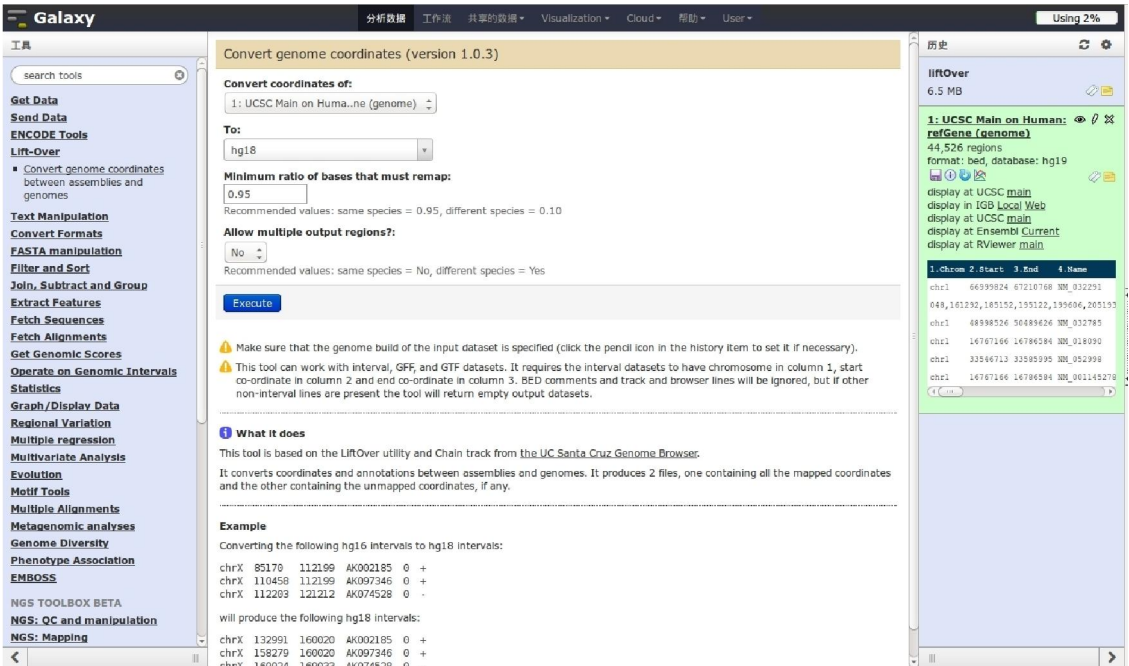 Galaxy
分析数据 工作流 共享的数据 Visualization Cloud 帮助 User
Using 2%
工具
search tools
Get Data
Send Data
ENCODE Tools
Lift-Over
Convert genome coordinates
between assemblies and
genomes
Text Manipulation
Convert Formats
FASTA manipulation
Filter and Sort
Join, Subtract and Group
Extract Features
Fetch Sequences
Fetch Alignments
Get Genomic Scores
Operate on Genomic Intervals
Statistics
Graph/Display Data
Regional Variation
Multiple regression
Multivariate Analysis
Evolution
Motif Tools
Multiple Alignments
Metagenomic analyses
Genome Diversity
Phenotype Association
EMBOSS
NGS TOOLBOX BETA
NGS: QC and manipulation
NGS: Mapping
Convert genome coordinates (version 1.0.3)
Convert coordinates of:
1: UCSC Main on Huma..ne (genome)
To:
hg18
Minimum ratio of bases that must remap:
0.95
Recommended values: same species = 0.95, different species = 0.10
Allow multiple output regions?:
No
Recommended values: same species = No, different species = Yes
Execute
Make sure that the genome build of the input dataset is specified (click the pencil icon in the history item to set it if necessary).
This tool can work with interval, GFF, and GTF datasets. It requires the interval datasets to have chromosome in column 1, start
co-ordinate in column 2 and end co-ordinate in column 3. BED comments and track and browser lines will be ignored, but if other
non-interval lines are present the tool will return empty output datasets.
What it does
This tool is based on the LiftOver utility and Chain track from the UC Santa Cruz Genome Browser.
It converts coordinates and annotations between assemblies and genomes. It produces 2 files, one containing all the mapped coordinates
and the other containing the unmapped coordinates, if any.
Example
Converting the following hg16 intervals to hg18 intervals:
chrX 85170 112199 AK002185 0 +
chrX 110458 112199 AK097346 0 +
chrX 112203 121212 AK074528 0 -
will produce the following hg18 intervals:
chrX 132991 160020 AK002185 0 +
chrX 158279 160020 AK097346 0 +
chrX 160024 169033 AK074528 0 -
历史
liftOver
6.5 MB
1: UCSC Main on Human:
refGene (genome)
44,526 regions
format: bed, database: hg19
display at UCSC main
display in IGB Local Web
display at UCSC main
display at Ensembl Current
display at RViewer main
1.Chrom 2.Start 3.End 4.Name
chr1 66999824 67210768 NM_032291
048,161292,185152,195122,199606,205193
chr1 48998526 50489626 NM_032785
chr1 16767166 16786584 NM_018090
chr1 33546713 33585995 NM_052998
chr1 16767166 16786584 NM_001145278